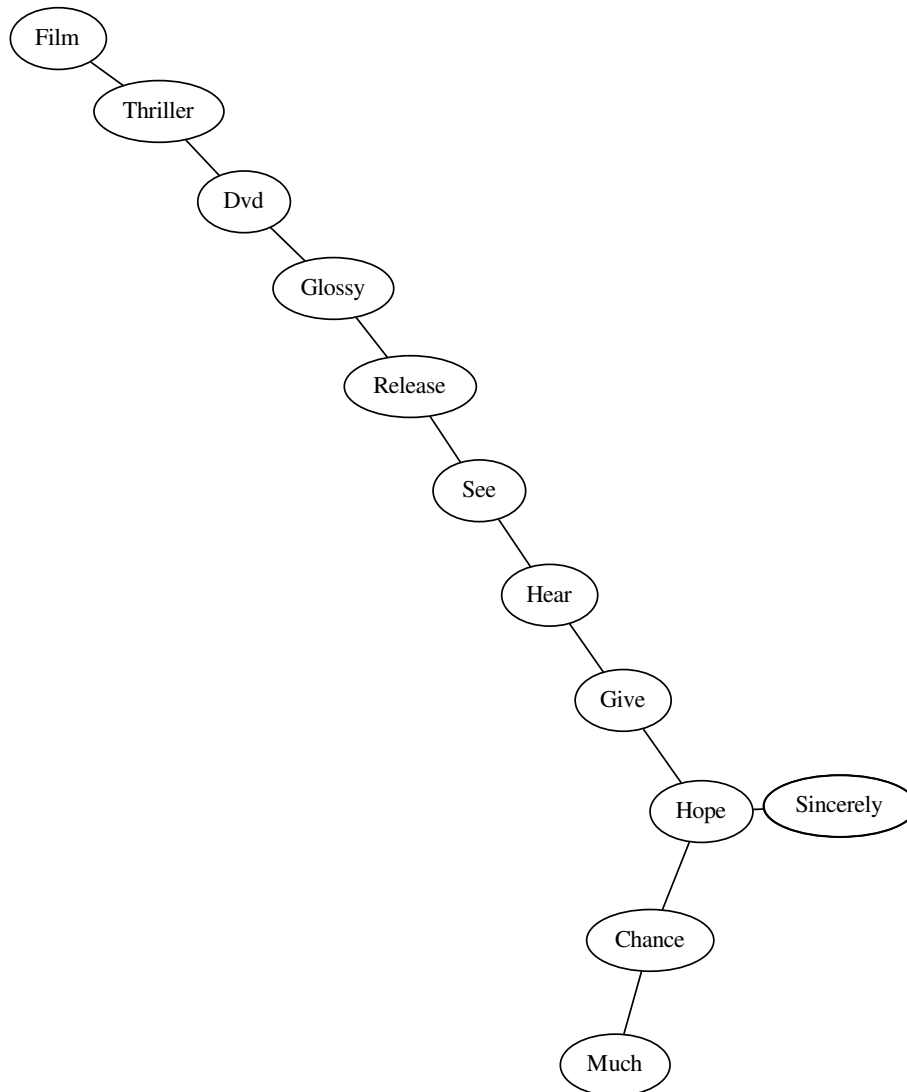 Film
Thriller
Dvd
Glossy
Release
See
Hear
Give
Hope
Sincerely
Chance
Much